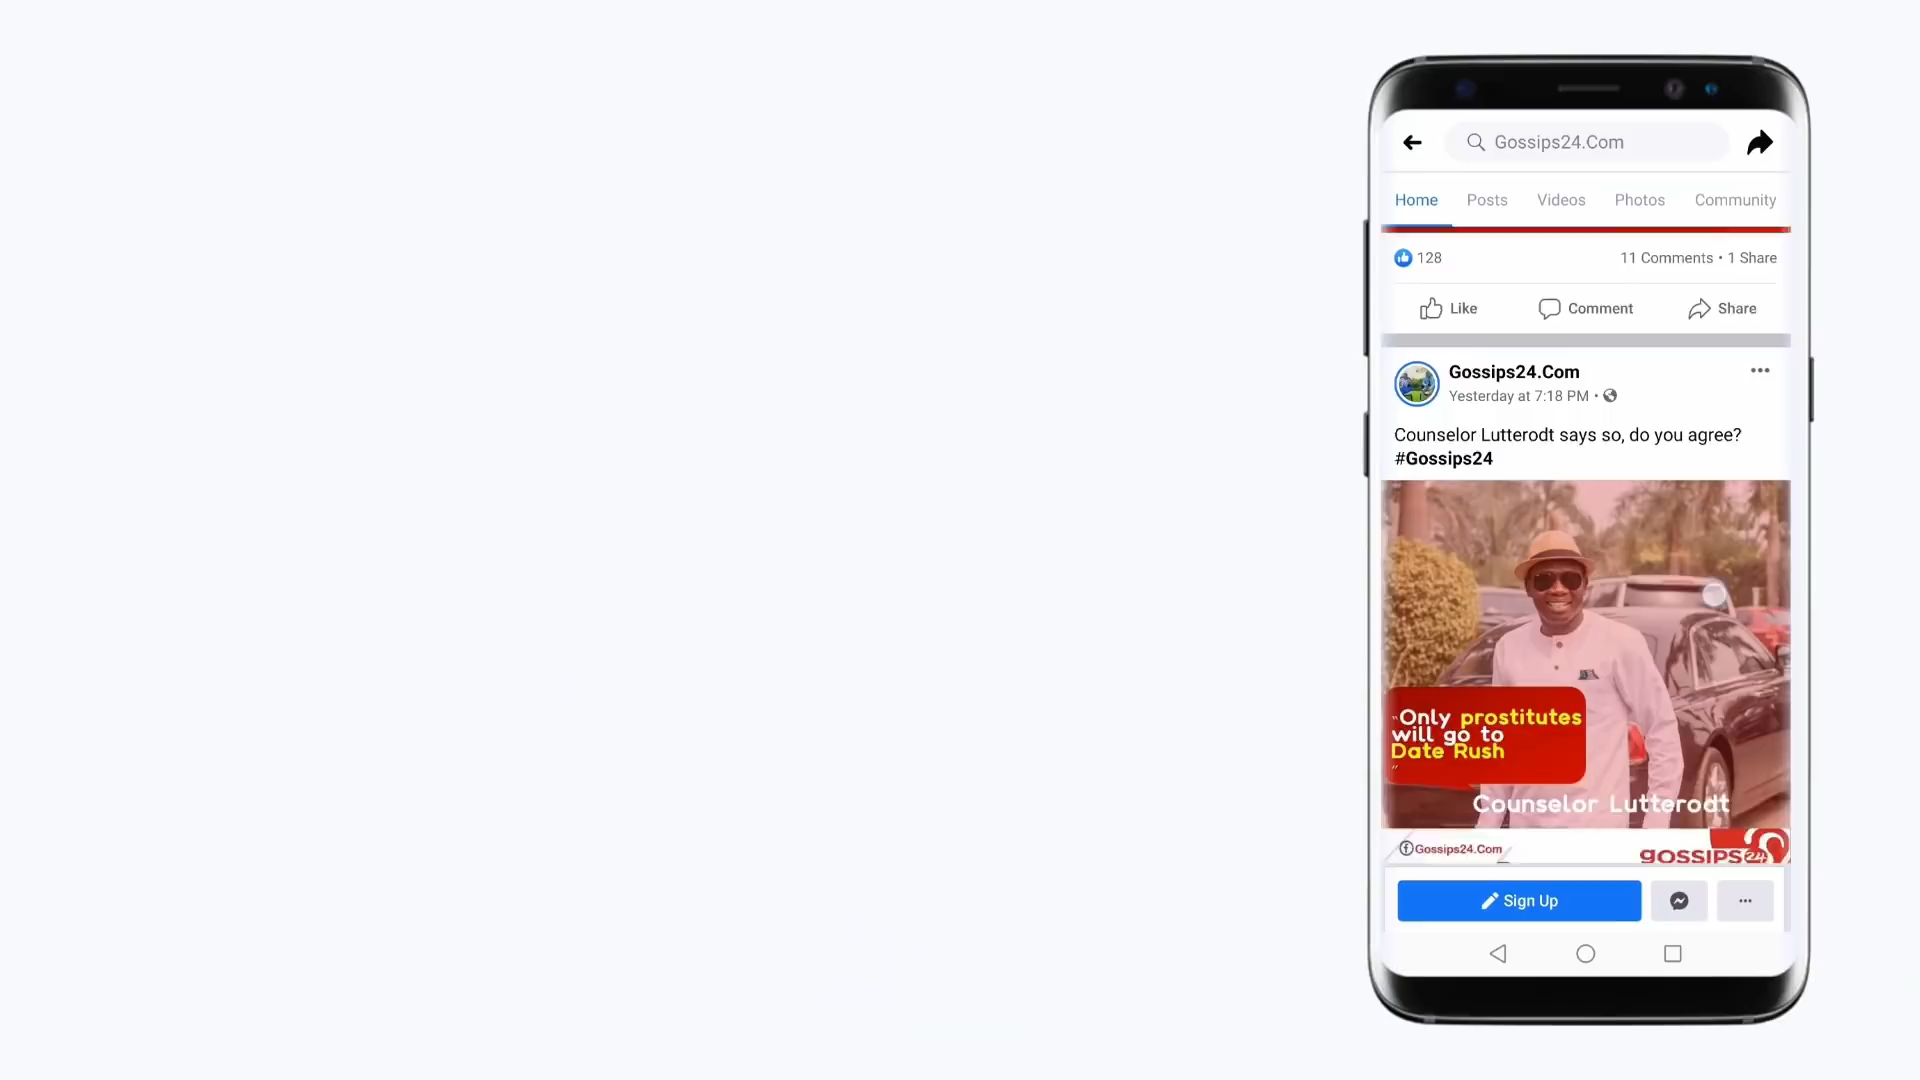 Gossips24.Com
Home Posts Videos Photos Community
128 11 Comments • 1 Share
Like Comment Share
Gossips24.Com
Yesterday at 7:18 PM •
Counselor Lutterodt says so, do you agree?
#Gossips24
"Only prostitutes
will go to
Date Rush
"
Counselor Lutterodt
Gossips24.Com
gossips24
Sign Up